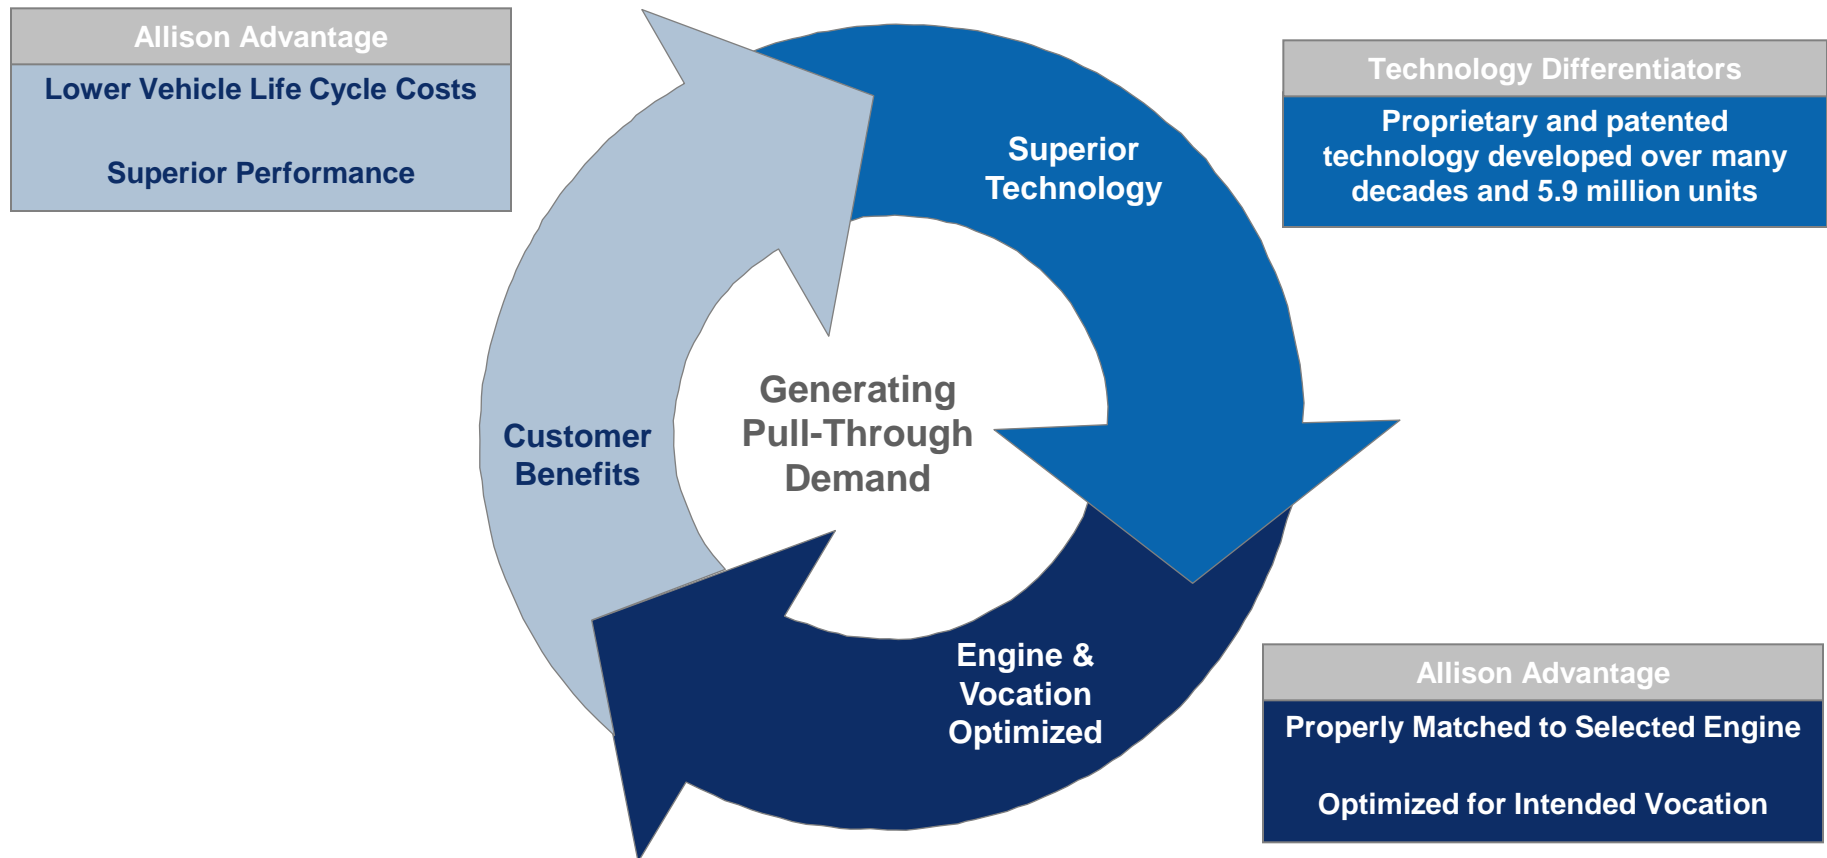 Allison Advantage
Lower Vehicle Life Cycle Costs
Superior Performance
Technology Differentiators
Proprietary and patented
technology developed over many
decades and 5.9 million units
Superior
Technology
Generating
Pull-Through
Demand
Customer
Benefits
Engine &
Vocation
Optimized
Allison Advantage
Properly Matched to Selected Engine
Optimized for Intended Vocation